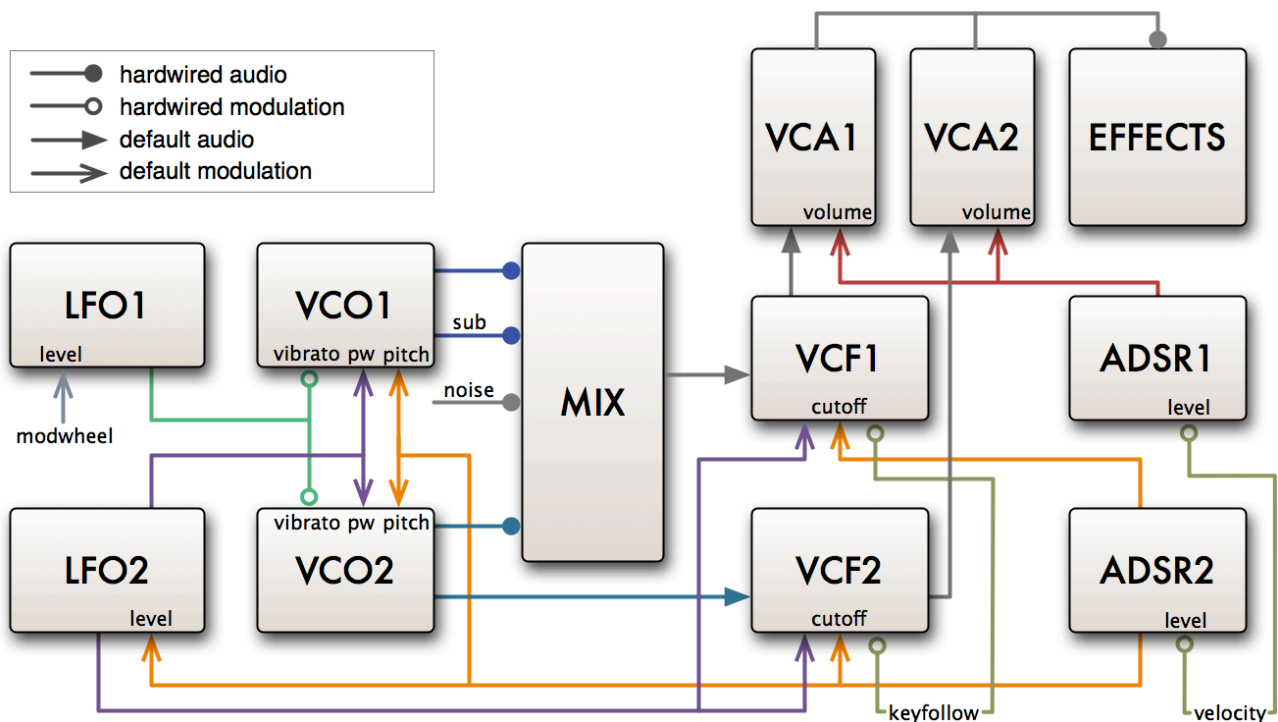 hardwired audio
hardwired modulation
default audio
default modulation
VCA1
volume
VCA2
volume
EFFECTS
LFO1
level
modwheel
VCO1
vibrato pw pitch
sub
noise
MIX
VCF1
cutoff
ADSR1
level
LFO2
level
vibrato pw pitch
VCO2
VCF2
cutoff
ADSR2
level
keyfollow
velocity